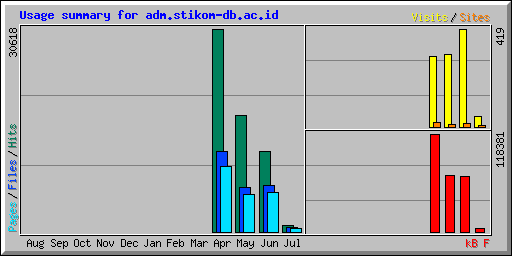 Usage summary for adm.stikom-db.ac.id
Visits/Sites
30618
419
Pages/Files/Hits
118381
Aug Sep Oct Nov Dec Jan Feb Mar Apr May Jun Jul
kB F